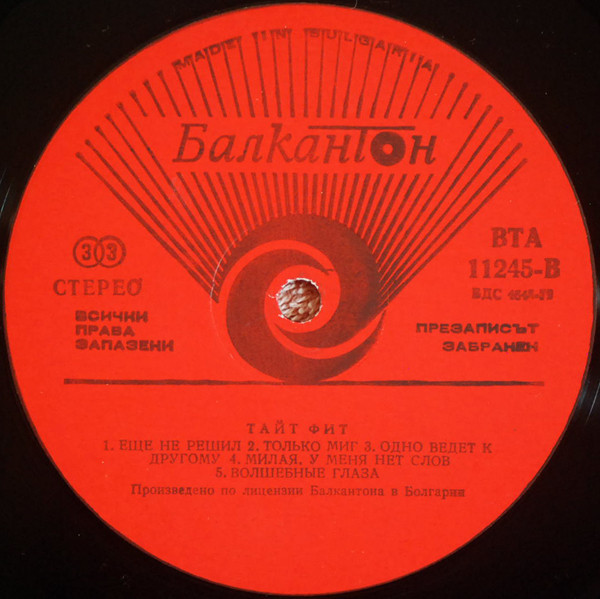 MADE IN BULGARIA
Балкантон
33
СТЕРЕО
ВСИЧКИ
ПРАВА
ЗАПАЗЕНИ
ВТА
11245-В
БДС
ПРЕЗАПИСЪТ
ЗАБРАНЕН
ТАЙТ ФИТ
1. ЕЩЕ НЕ РЕШИЛ 2. ТОЛЬКО МИГ 3. ОДНО ВЕДЕТ К
ДРУГОМУ 4. МИЛАЯ, У МЕНЯ НЕТ СЛОВ
5. ВОЛШЕБНЫЕ ГЛАЗА
Произведено по лицензии Балкантона в Болгарии